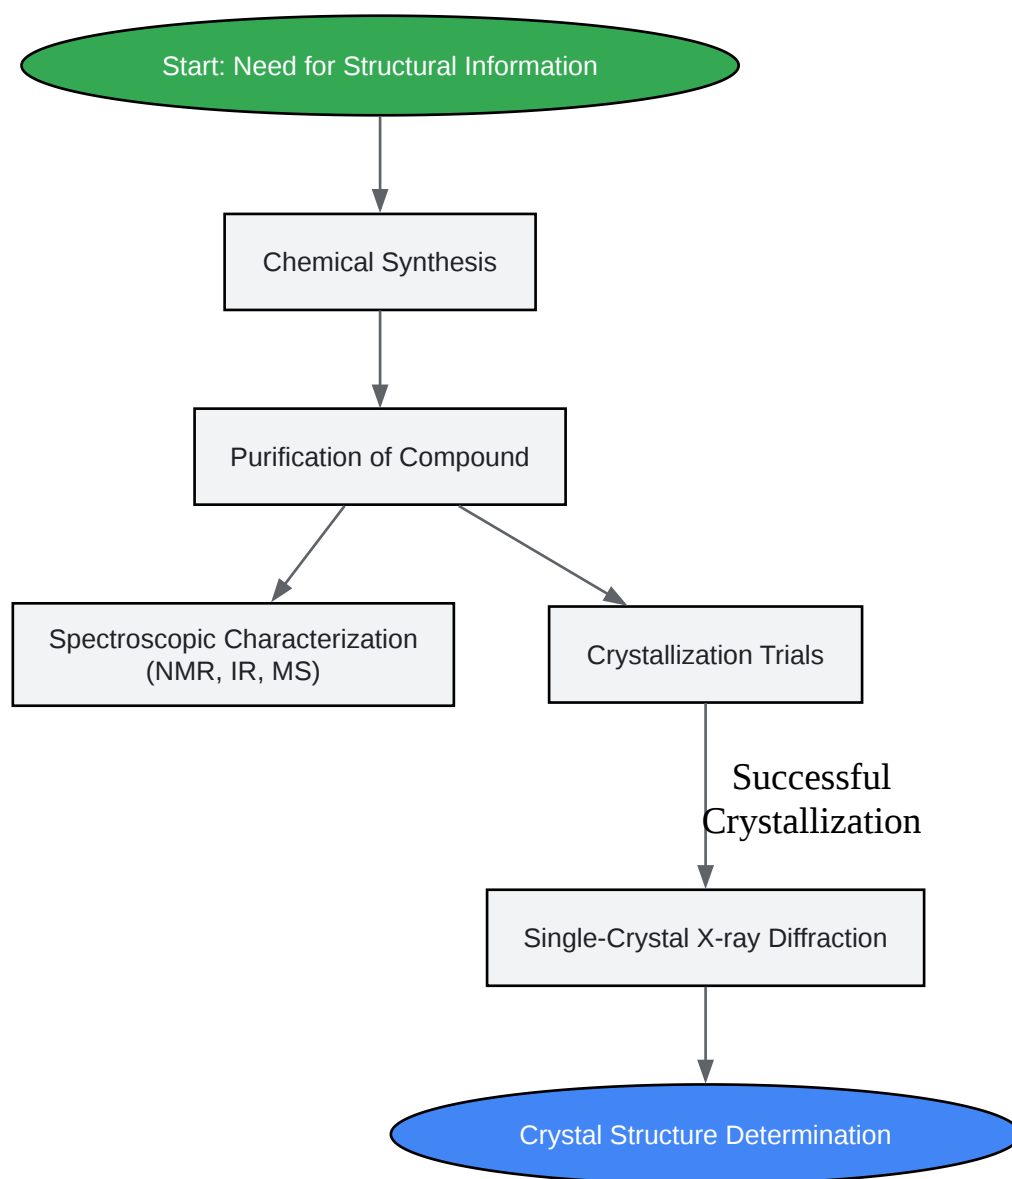 Start: Need for Structural Information
Chemical Synthesis
Purification of Compound
Spectroscopic Characterization
(NMR, IR, MS)
Crystallization Trials
Successful
Crystallization
Single-Crystal X-ray Diffraction
Crystal Structure Determination